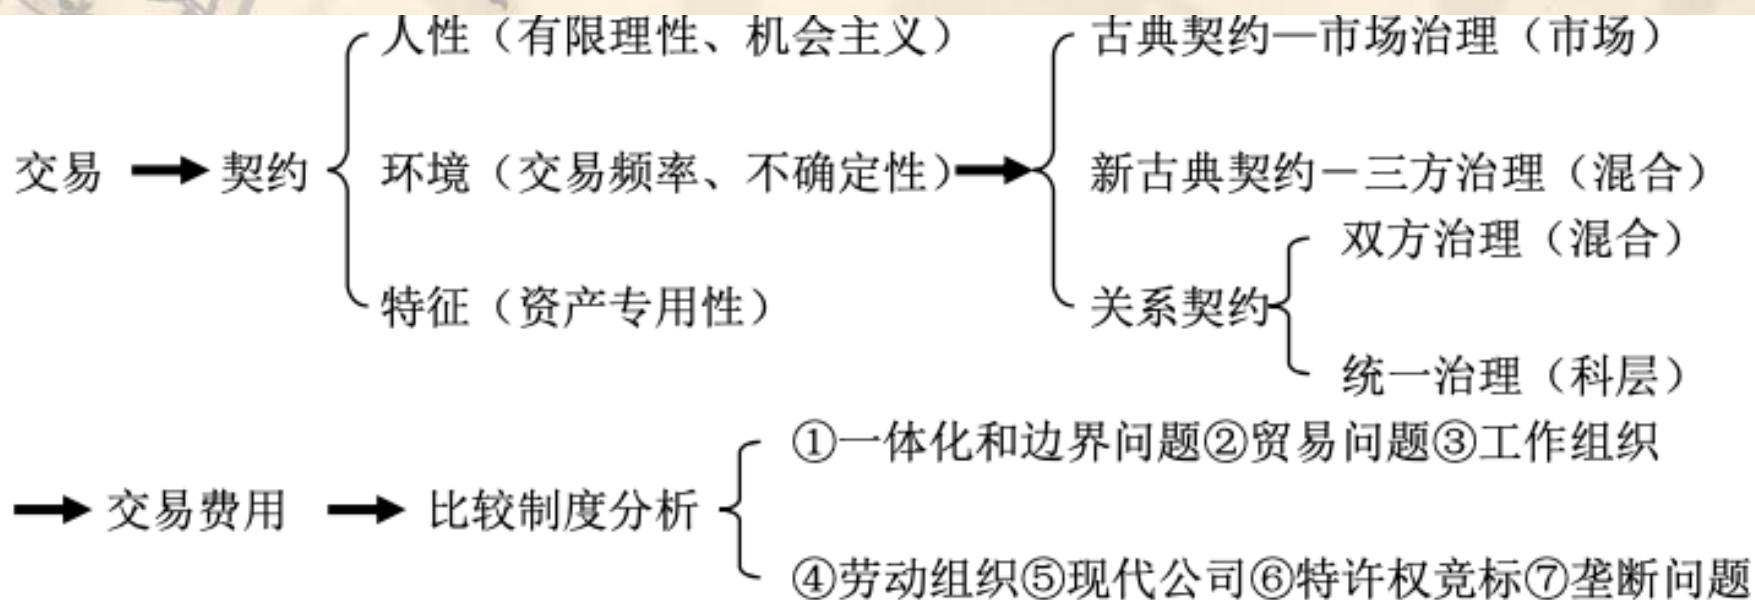 人性（有限理性、机会主义）
古典契约—市场治理（市场）
交易
契约
环境（交易频率、不确定性）
新古典契约－三方治理（混合）
双方治理（混合）
特征（资产专用性）
关系契约
统一治理（科层）
①一体化和边界问题②贸易问题③工作组织
交易费用
比较制度分析
④劳动组织⑤现代公司⑥特许权竞标⑦垄断问题